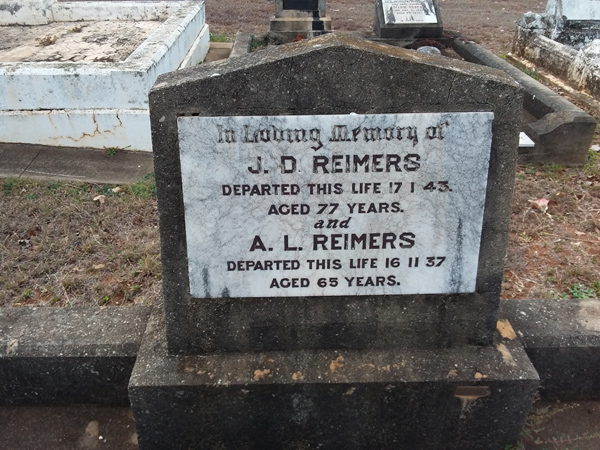 In Loving Memory of
J. D. REIMERS
DEPARTED THIS LIFE 17 1 43.
AGED 77 YEARS.
and
A. L. REIMERS
DEPARTED THIS LIFE 16 11 37
AGED 65 YEARS.